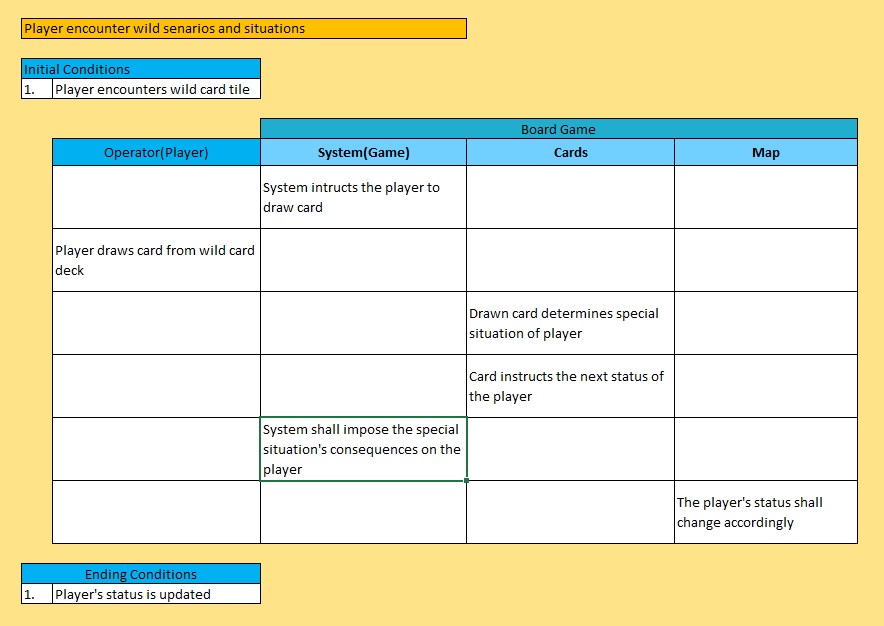 Player encounter wild senarios and situations
Initial Conditions
1. Player encounters wild card tile
Board Game
Operator(Player) System(Game) Cards Map
System intructs the player to
draw card
Player draws card from wild card
deck
Drawn card determines special
situation of player
Card instructs the next status of
the player
System shall impose the special
situation's consequences on the
player
The player's status shall
change accordingly
Ending Conditions
1. Player's status is updated